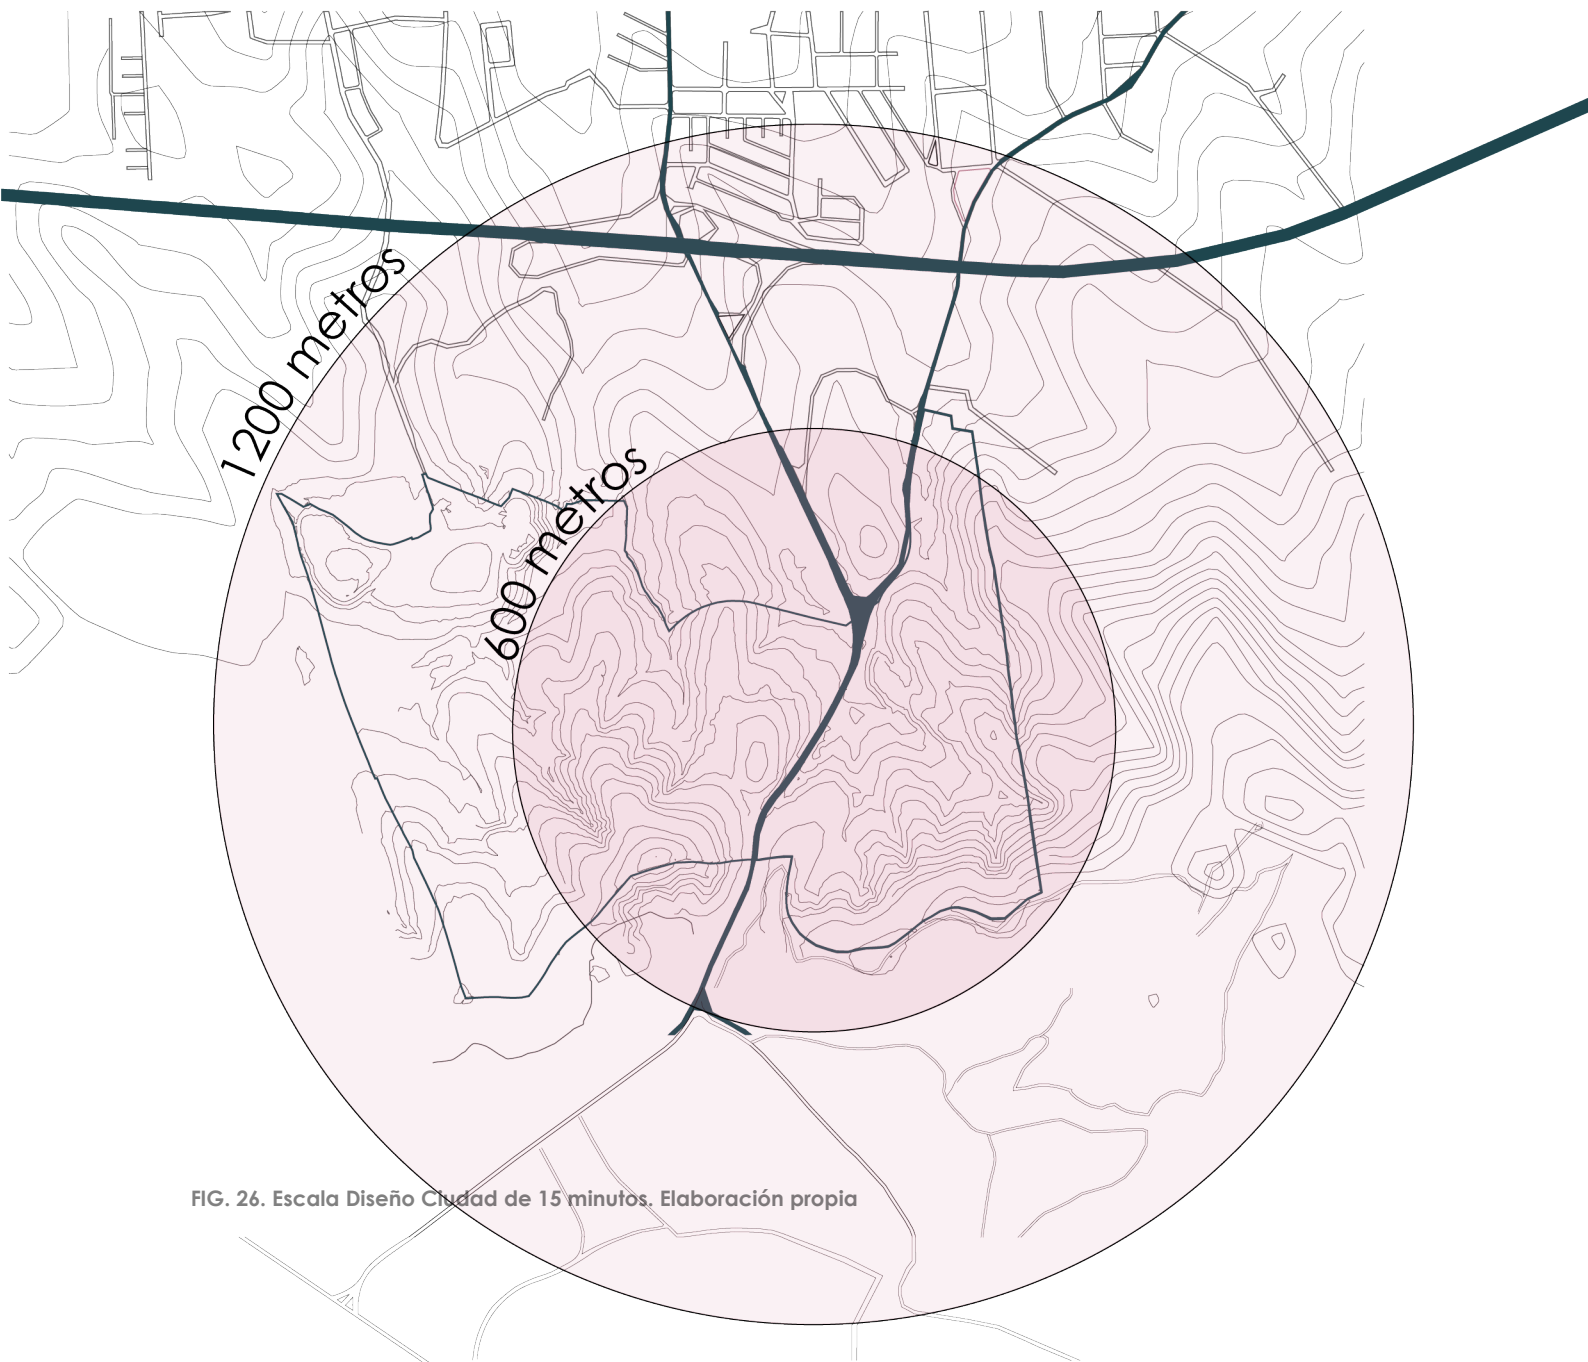 1200 metros
600 metros
FIG. 26. Escala Diseño Ciudad de 15 minutos. Elaboración propia